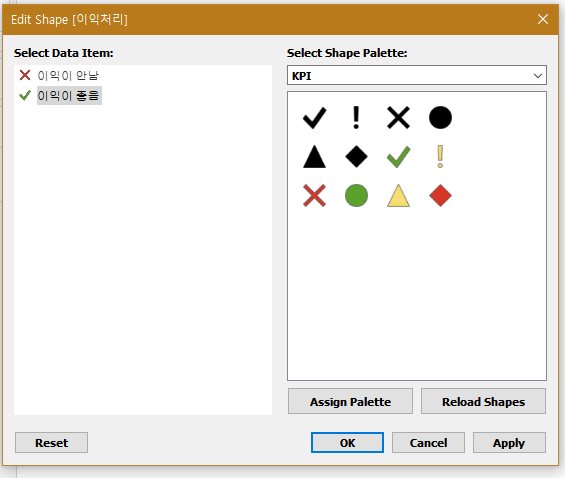 Edit Shape [이익처리]
Select Data Item:
이익이 안남
이익이 좋음
Select Shape Palette:
KPI
Assign Palette
Reload Shapes
Reset
OK
Cancel
Apply